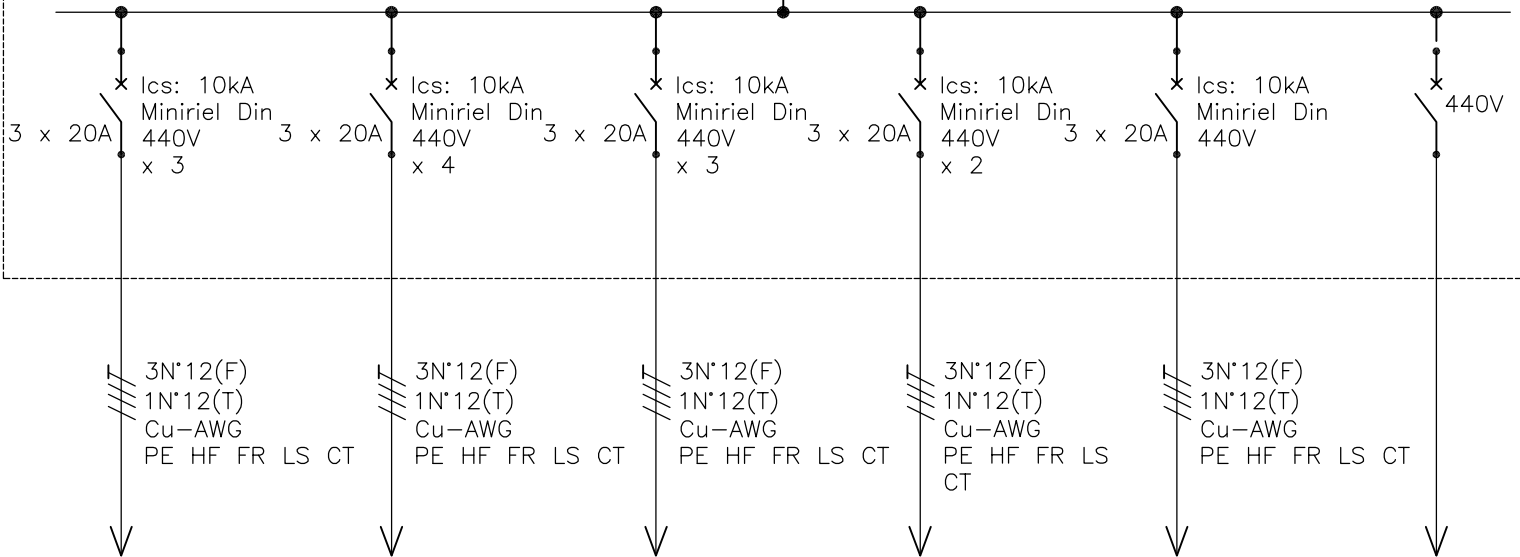 3 x 20A
Ics: 10kA
Miniriel Din
440V
x 3
3 x 20A
Ics: 10kA
Miniriel Din
440V
x 4
3 x 20A
Ics: 10kA
Miniriel Din
440V
x 3
3 x 20A
Ics: 10kA
Miniriel Din
440V
x 2
3 x 20A
Ics: 10kA
Miniriel Din
440V
440V
3N°12(F)
1N°12(T)
Cu-AWG
PE HF FR LS CT
3N°12(F)
1N°12(T)
Cu-AWG
PE HF FR LS CT
3N°12(F)
1N°12(T)
Cu-AWG
PE HF FR LS CT
3N°12(F)
1N°12(T)
Cu-AWG
PE HF FR LS
CT
3N°12(F)
1N°12(T)
Cu-AWG
PE HF FR LS CT